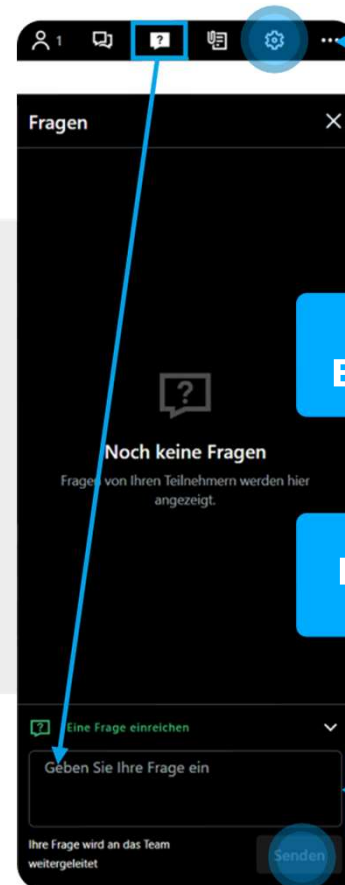 1
Fragen
Noch keine Fragen
Fragen von Ihren Teilnehmern werden hier
angezeigt.
Eine Frage einreichen
Geben Sie Ihre Frage ein
Ihre Frage wird an das Team
weitergeleitet
Senden